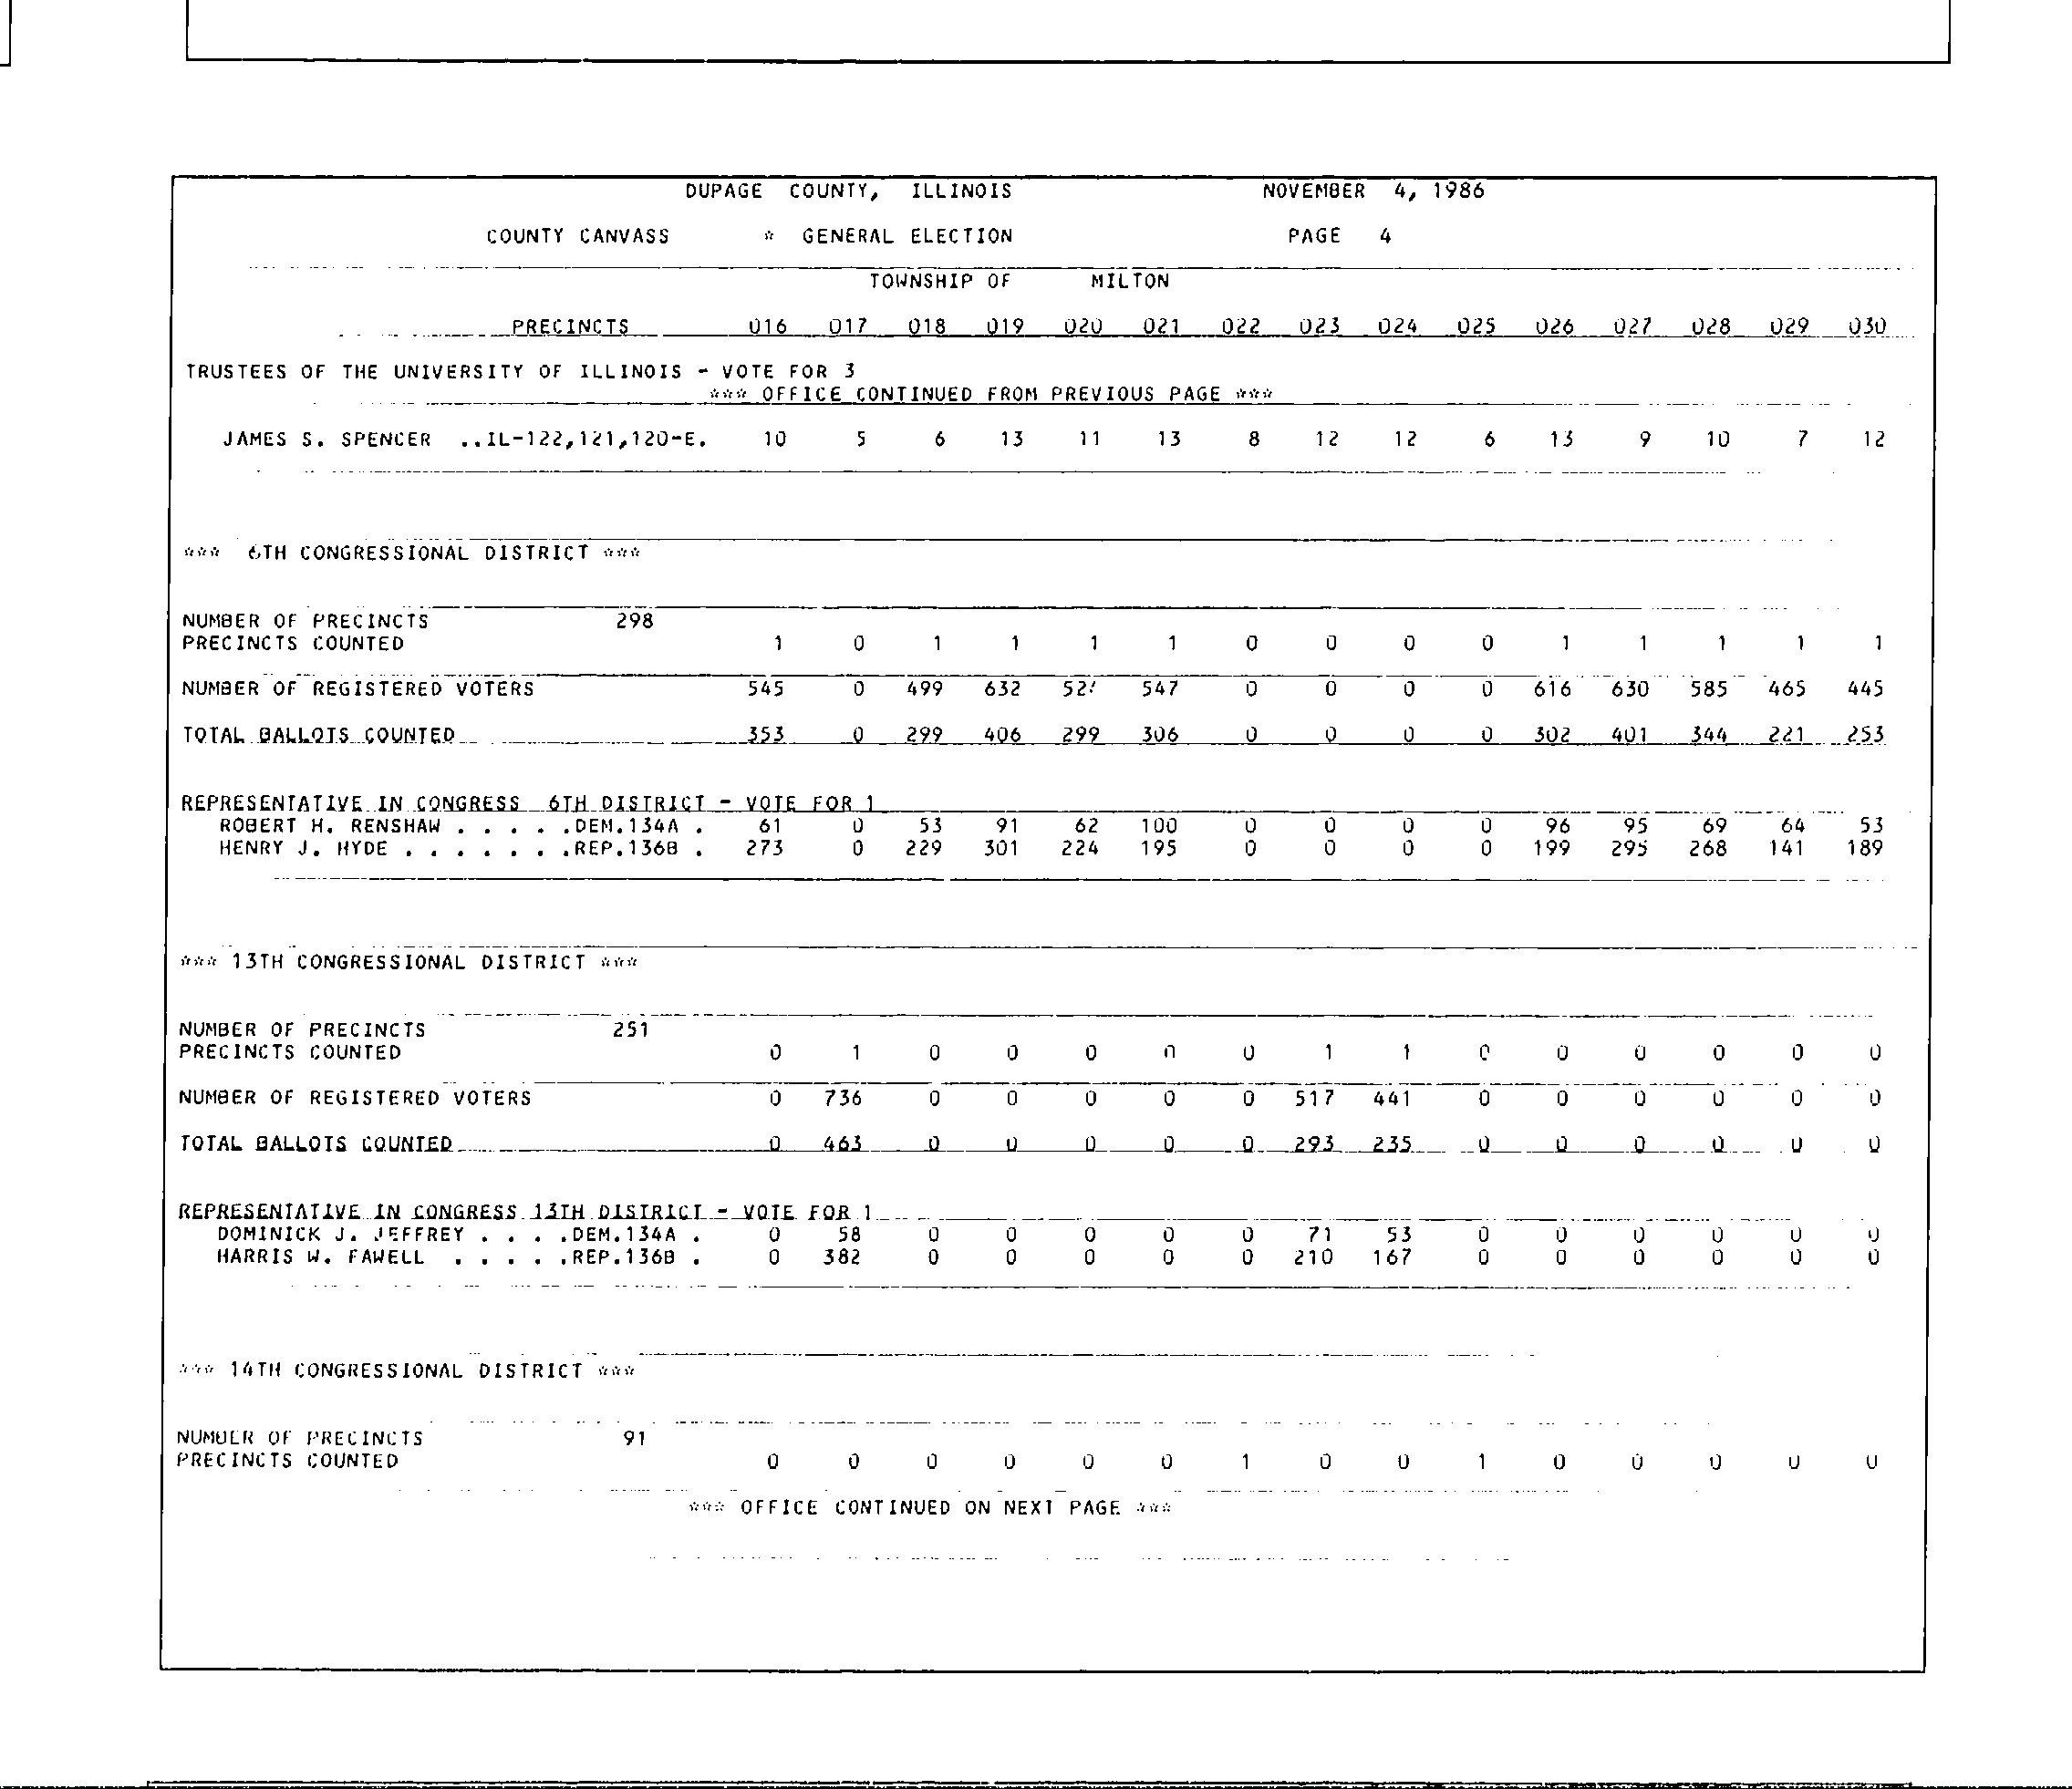 DUPAGE COUNTY, ILLINOIS NOVEMBER 4, 1986
COUNTY CANVASS * GENERAL ELECTION PAGE 4
TOWNSHIP OF MILTON
PRECINCTS 016 017 018 019 020 021 022 023 024 025 026 027 028 029 030
TRUSTEES OF THE UNIVERSITY OF ILLINOIS - VOTE FOR 3
*** OFFICE CONTINUED FROM PREVIOUS PAGE ***
JAMES S. SPENCER ..IL-122,121,120-E. 10 5 6 13 11 13 8 12 12 6 13 9 10 7 12
*** 6TH CONGRESSIONAL DISTRICT ***
NUMBER OF PRECINCTS 298
PRECINCTS COUNTED 1 0 1 1 1 1 0 0 0 0 1 1 1 1 1
NUMBER OF REGISTERED VOTERS 545 0 499 632 547 0 0 0 0 616 630 585 465 445
TOTAL BALLOTS COUNTED 353 0 299 406 299 306 0 0 0 0 302 401 344 221 253
REPRESENTATIVE IN CONGRESS 6TH DISTRICT - VOTE FOR 1
ROBERT H. RENSHAW . . . . .DEM.134A . 61 0 53 91 62 100 0 0 0 0 96 95 69 64 53
HENRY J. HYDE . . . . . . .REP.136B . 273 0 229 301 224 195 0 0 0 0 199 295 268 141 189
*** 13TH CONGRESSIONAL DISTRICT ***
NUMBER OF PRECINCTS 251
PRECINCTS COUNTED 0 1 0 0 0 0 0 1 1 0 0 0 0 0 0
NUMBER OF REGISTERED VOTERS 0 736 0 0 0 0 0 517 441 0 0 0 0 0 0
TOTAL BALLOTS COUNTED 0 463 0 0 0 0 0 293 235 0 0 0 0 0 0
REPRESENTATIVE IN CONGRESS 13TH DISTRICT - VOTE FOR 1
DOMINICK J. JEFFREY . . . .DEM.134A . 0 58 0 0 0 0 0 71 53 0 0 0 0 0 0
HARRIS W. FAWELL . . . . .REP.136B . 0 382 0 0 0 0 0 210 167 0 0 0 0 0 0
*** 14TH CONGRESSIONAL DISTRICT ***
NUMBER OF PRECINCTS 91
PRECINCTS COUNTED 0 0 0 0 0 0 1 0 0 1 0 0 0 0 0
*** OFFICE CONTINUED ON NEXT PAGE ***